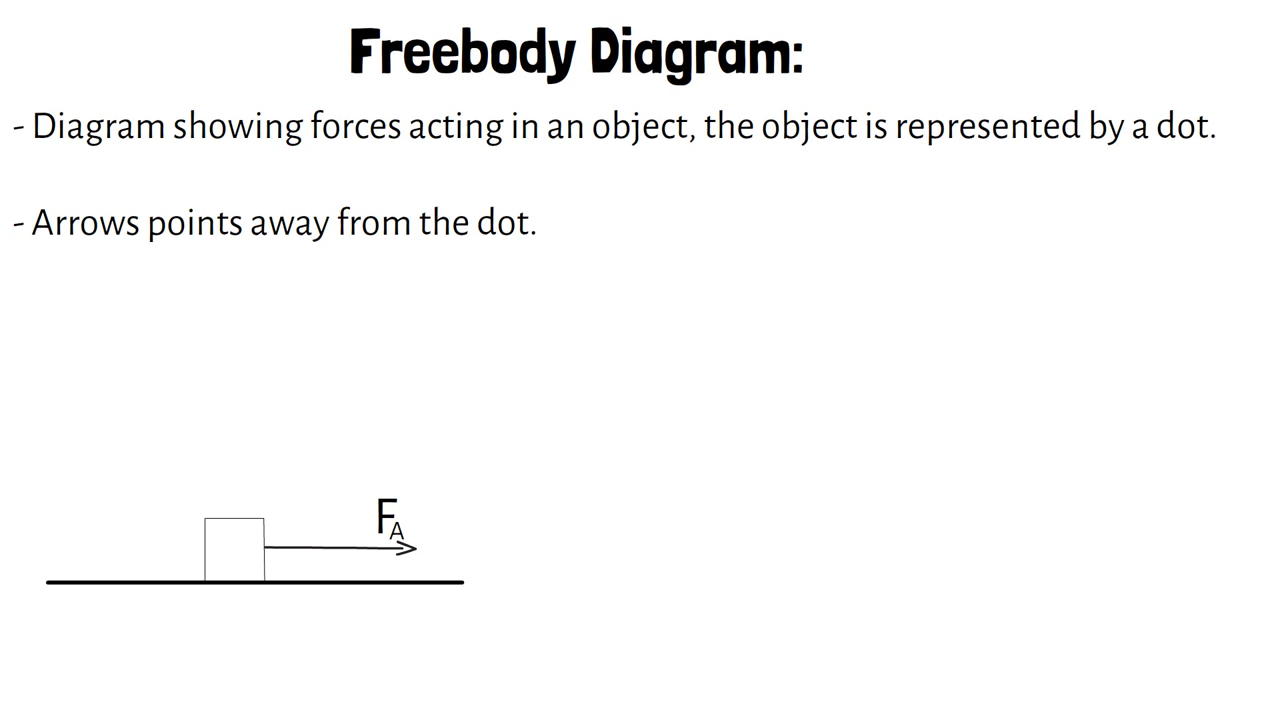 Freebody Diagram:
- Diagram showing forces acting in an object, the object is represented by a dot.
- Arrows points away from the dot.
FA